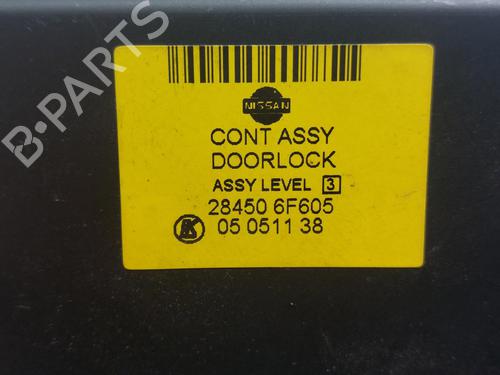 NISSAN
CONT ASSY
DOORLOCK
ASSY LEVEL 3
28450 6F605
05 0511 38
B-PARTS